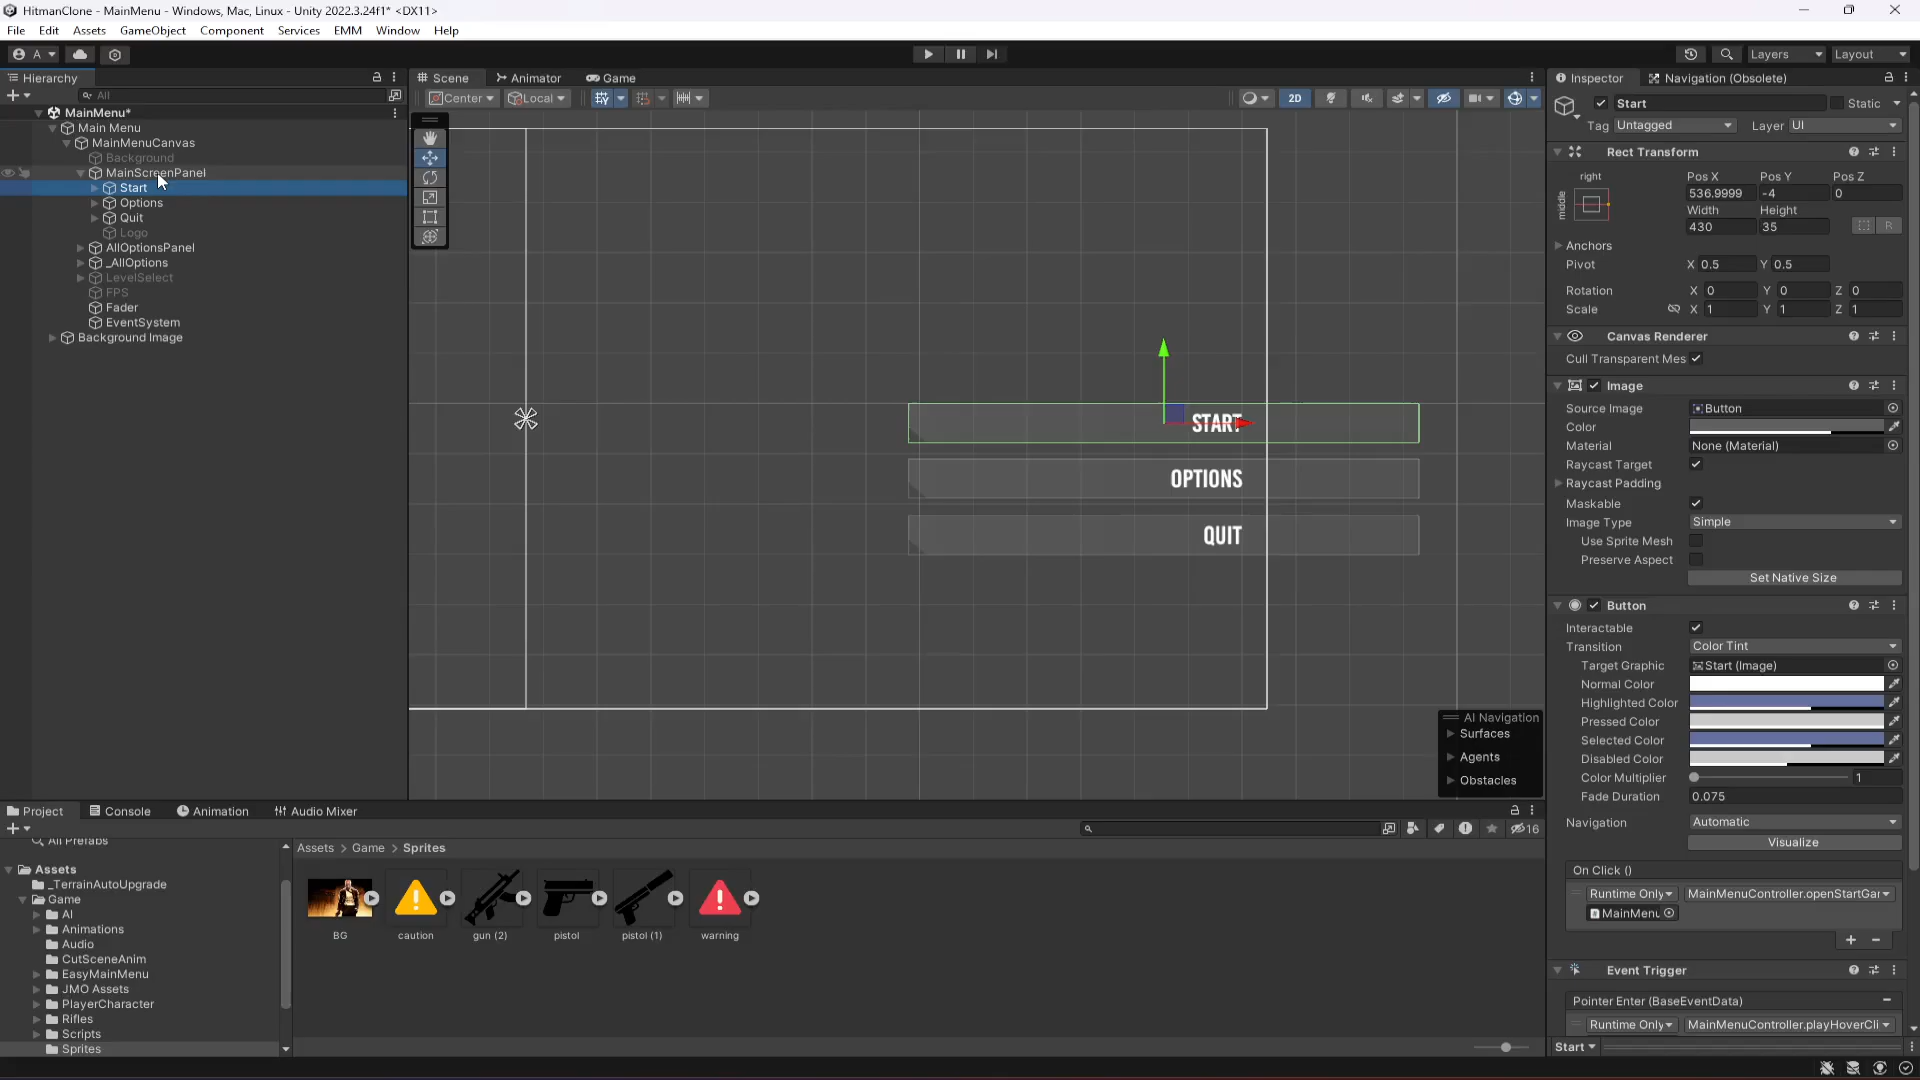 HitmanClone - MainMenu - Windows, Mac, Linux - Unity 2022.3.24f1* <DX11>
File Edit Assets GameObject Component Services EMM Window Help
A
Layers Layout
Hierarchy
Scene Animator Game
Inspector Navigation (Obsolete)
All
Center Local
2D
Start Static
Tag Untagged Layer UI
MainMenu*
Main Menu
MainMenuCanvas
Background
MainScreenPanel
Start
Options
Quit
Logo
AllOptionsPanel
_AllOptions
LevelSelect
FPS
Fader
EventSystem
Background Image
START
OPTIONS
QUIT
AI Navigation
Surfaces
Agents
Obstacles
Rect Transform
right
middle
Pos X Pos Y Pos Z
536.9999 -4 0
Width Height
430 35
R
Anchors
Pivot X 0.5 Y 0.5
Rotation X 0 Y 0 Z 0
Scale X 1 Y 1 Z 1
Canvas Renderer
Cull Transparent Mes
Image
Source Image Button
Color
Material None (Material)
Raycast Target
Raycast Padding
Maskable
Image Type Simple
Use Sprite Mesh
Preserve Aspect
Set Native Size
Button
Interactable
Transition Color Tint
Target Graphic Start (Image)
Normal Color
Highlighted Color
Pressed Color
Selected Color
Disabled Color
Color Multiplier 1
Fade Duration 0.075
Navigation Automatic
Visualize
On Click ()
Runtime Only MainMenuController.openStartGar
MainMenu
Event Trigger
Pointer Enter (BaseEventData)
Runtime Only MainMenuController.playHoverCli
Start
Project Console Animation Audio Mixer
16
All Prefabs
Assets
_TerrainAutoUpgrade
Game
AI
Animations
Audio
CutSceneAnim
EasyMainMenu
JMO Assets
PlayerCharacter
Rifles
Scripts
Sprites
Assets > Game > Sprites
BG caution gun (2) pistol pistol (1) warning